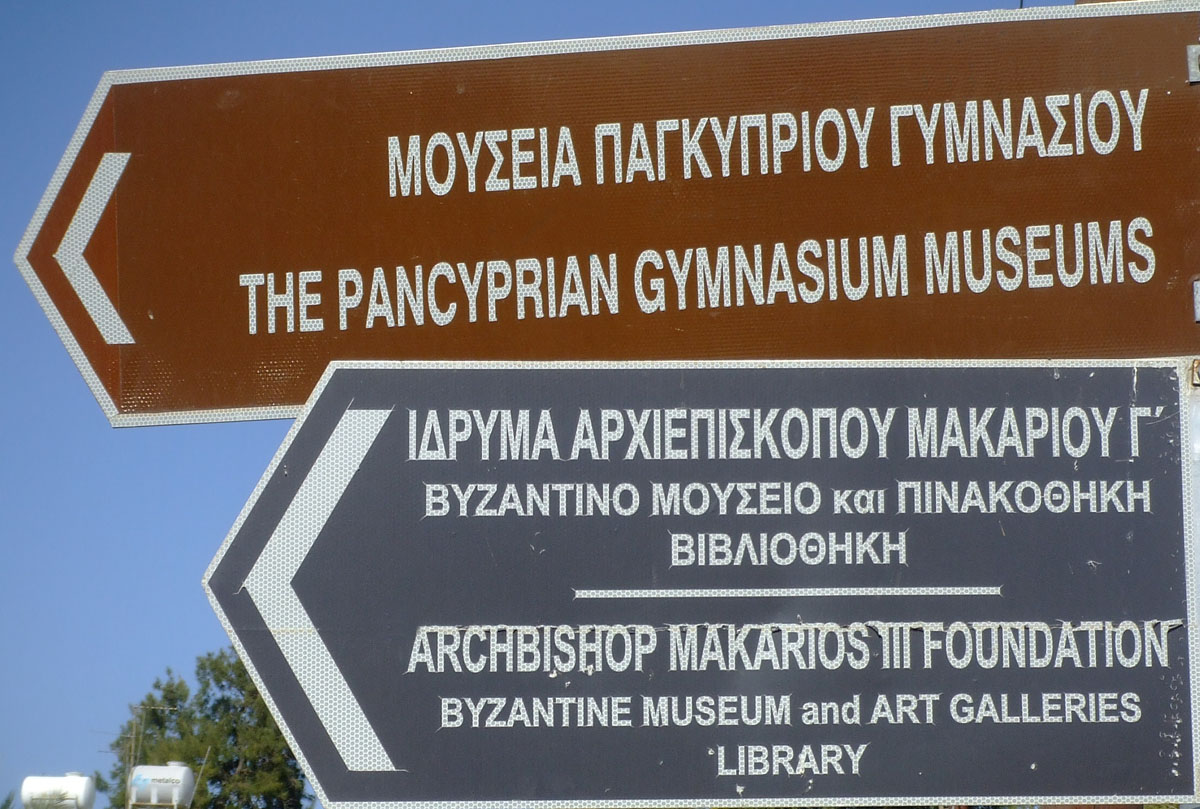 ΜΟΥΣΕΙΑ ΠΑΓΚΥΠΡΙΟΥ ΓΥΜΝΑΣΙΟΥ
THE PANCYPRIAN GYMNASIUM MUSEUMS
ΙΔΡΥΜΑ ΑΡΧΙΕΠΙΣΚΟΠΟΥ ΜΑΚΑΡΙΟΥ Γ΄
ΒΥΖΑΝΤΙΝΟ ΜΟΥΣΕΙΟ και ΠΙΝΑΚΟΘΗΚΗ
ΒΙΒΛΙΟΘΗΚΗ
ARCHBISHOP MAKARIOS III FOUNDATION
BYZANTINE MUSEUM and ART GALLERIES
LIBRARY
metalco